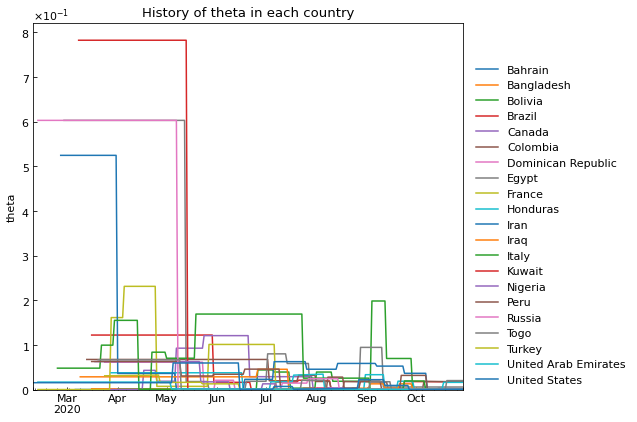 History of theta in each country
×10⁻¹
8
7
6
5
4
3
2
1
0
theta
Mar Apr May Jun Jul Aug Sep Oct
2020
Bahrain
Bangladesh
Bolivia
Brazil
Canada
Colombia
Dominican Republic
Egypt
France
Honduras
Iran
Iraq
Italy
Kuwait
Nigeria
Peru
Russia
Togo
Turkey
United Arab Emirates
United States